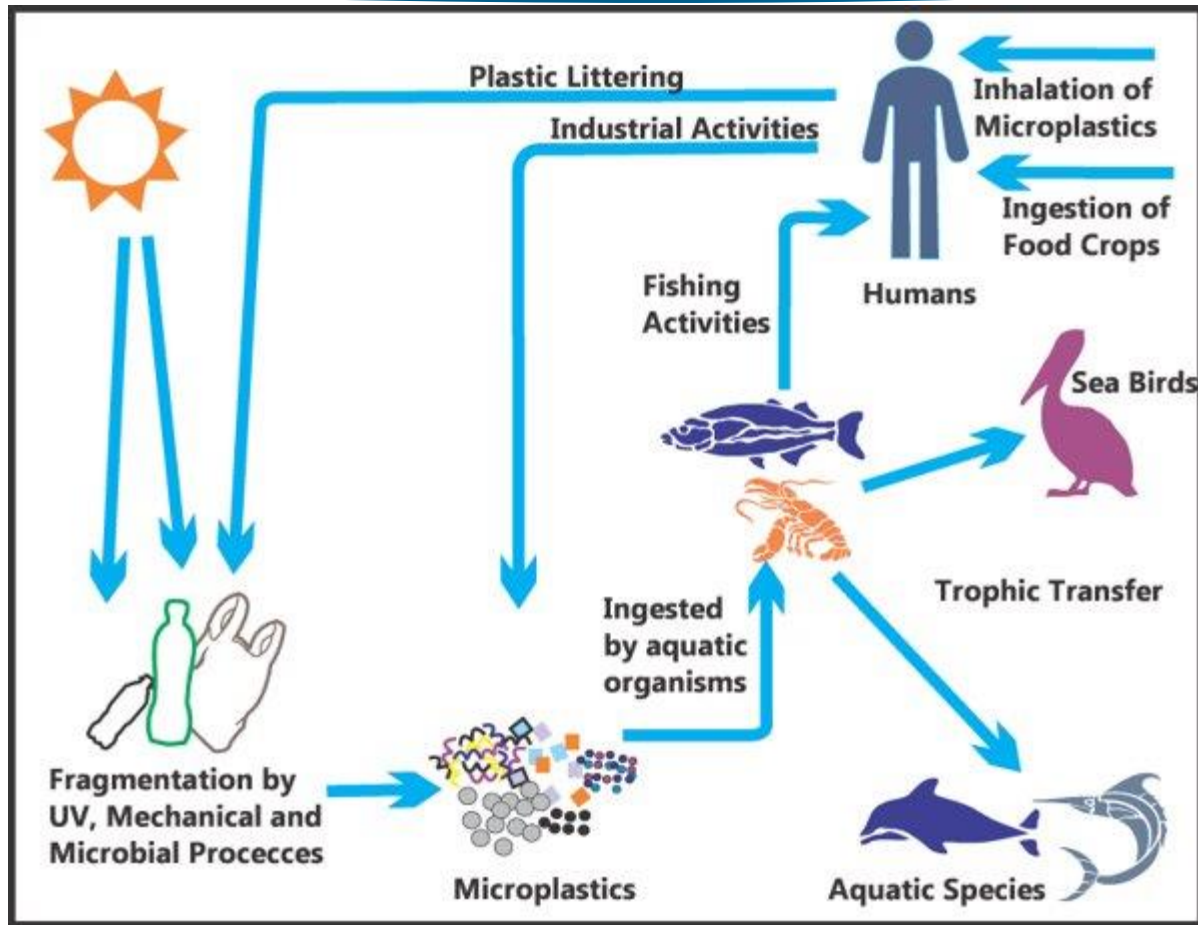 Plastic Littering
Industrial Activities
Inhalation of
Microplastics
Ingestion of
Food Crops
Humans
Fishing
Activities
Sea Birds
Trophic Transfer
Ingested
by aquatic
organisms
Fragmentation by
UV, Mechanical and
Microbial Procecces
Microplastics
Aquatic Species